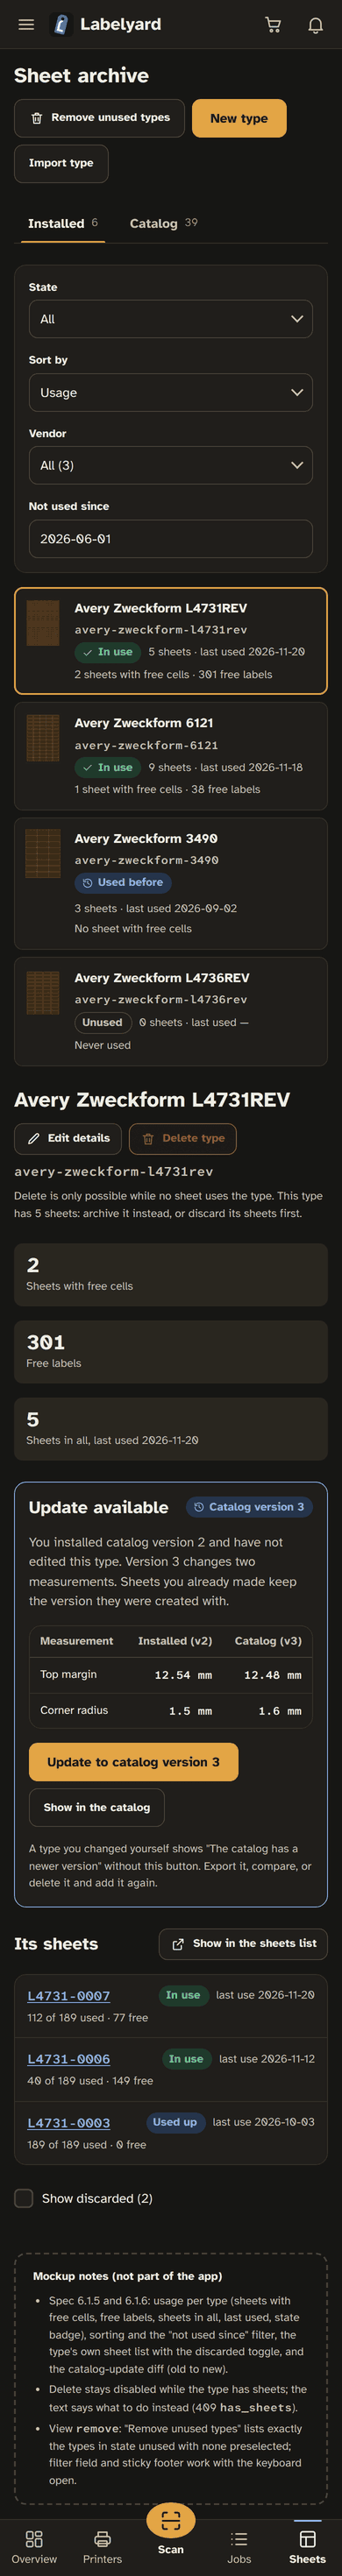 Labelyard
Sheet archive
Remove unused types
New type
Import type
Installed 6
Catalog 39
State
All
Sort by
Usage
Vendor
All (3)
Not used since
2026-06-01
Avery Zweckform L4731REV
avery-zweckform-l4731rev
In use 5 sheets · last used 2026-11-20
2 sheets with free cells · 301 free labels
Avery Zweckform 6121
avery-zweckform-6121
In use 9 sheets · last used 2026-11-18
1 sheet with free cells · 38 free labels
Avery Zweckform 3490
avery-zweckform-3490
Used before
3 sheets · last used 2026-09-02
No sheet with free cells
Avery Zweckform L4736REV
avery-zweckform-l4736rev
Unused 0 sheets · last used —
Never used
Avery Zweckform L4731REV
Edit details
Delete type
avery-zweckform-l4731rev
Delete is only possible while no sheet uses the type. This type
has 5 sheets: archive it instead, or discard its sheets first.
2
Sheets with free cells
301
Free labels
5
Sheets in all, last used 2026-11-20
Update available
Catalog version 3
You installed catalog version 2 and have not
edited this type. Version 3 changes two
measurements. Sheets you already made keep
the version they were created with.
Measurement Installed (v2) Catalog (v3)
Top margin 12.54 mm 12.48 mm
Corner radius 1.5 mm 1.6 mm
Update to catalog version 3
Show in the catalog
A type you changed yourself shows "The catalog has a
newer version" without this button. Export it, compare, or
delete it and add it again.
Its sheets
Show in the sheets list
L4731-0007 In use last use 2026-11-20
112 of 189 used · 77 free
L4731-0006 In use last use 2026-11-12
40 of 189 used · 149 free
L4731-0003 Used up last use 2026-10-03
189 of 189 used · 0 free
Show discarded (2)
Mockup notes (not part of the app)
• Spec 6.1.5 and 6.1.6: usage per type (sheets with
free cells, free labels, sheets in all, last used, state
badge), sorting and the "not used since" filter, the
type's own sheet list with the discarded toggle, and
the catalog-update diff (old to new).
• Delete stays disabled while the type has sheets; the
text says what to do instead (409 has_sheets).
• View remove: "Remove unused types" lists exactly
the types in state unused with none preselected;
filter field and sticky footer work with the keyboard
open.
Overview
Printers
Scan
Jobs
Sheets